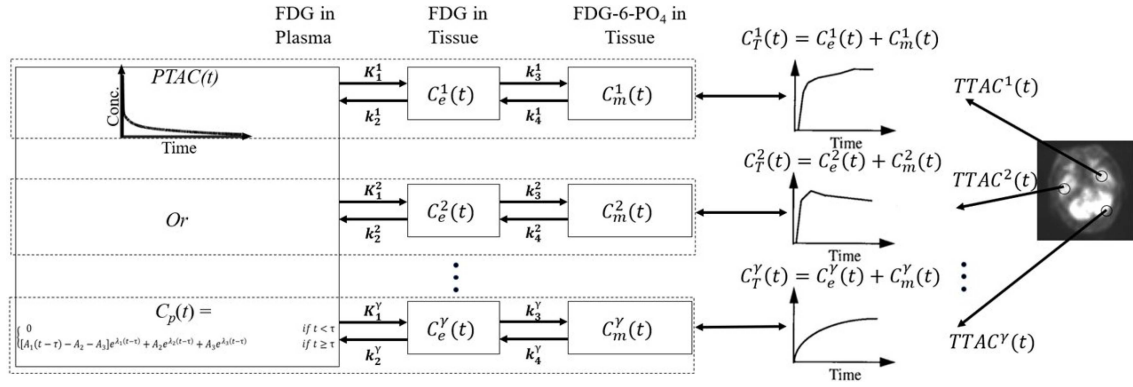 FDG in Plasma
FDG in Tissue
FDG-6-PO₄ in Tissue
C_T^1(t) = C_e^1(t) + C_m^1(t)
PTAC(t)
Conc.
Time
K_1^1
k_2^1
C_e^1(t)
k_3^1
k_4^1
C_m^1(t)
Time
TTAC^1(t)
C_T^2(t) = C_e^2(t) + C_m^2(t)
Or
K_1^2
k_2^2
C_e^2(t)
k_3^2
k_4^2
C_m^2(t)
Time
TTAC^2(t)
C_T^γ(t) = C_e^γ(t) + C_m^γ(t)
C_p(t) =
0 if t < τ
[A_1(t−τ) − A_2 − A_3]e^{λ_1(t−τ)} + A_2e^{λ_2(t−τ)} + A_3e^{λ_3(t−τ)} if t ≥ τ
K_1^γ
k_2^γ
C_e^γ(t)
k_3^γ
k_4^γ
C_m^γ(t)
Time
TTAC^γ(t)